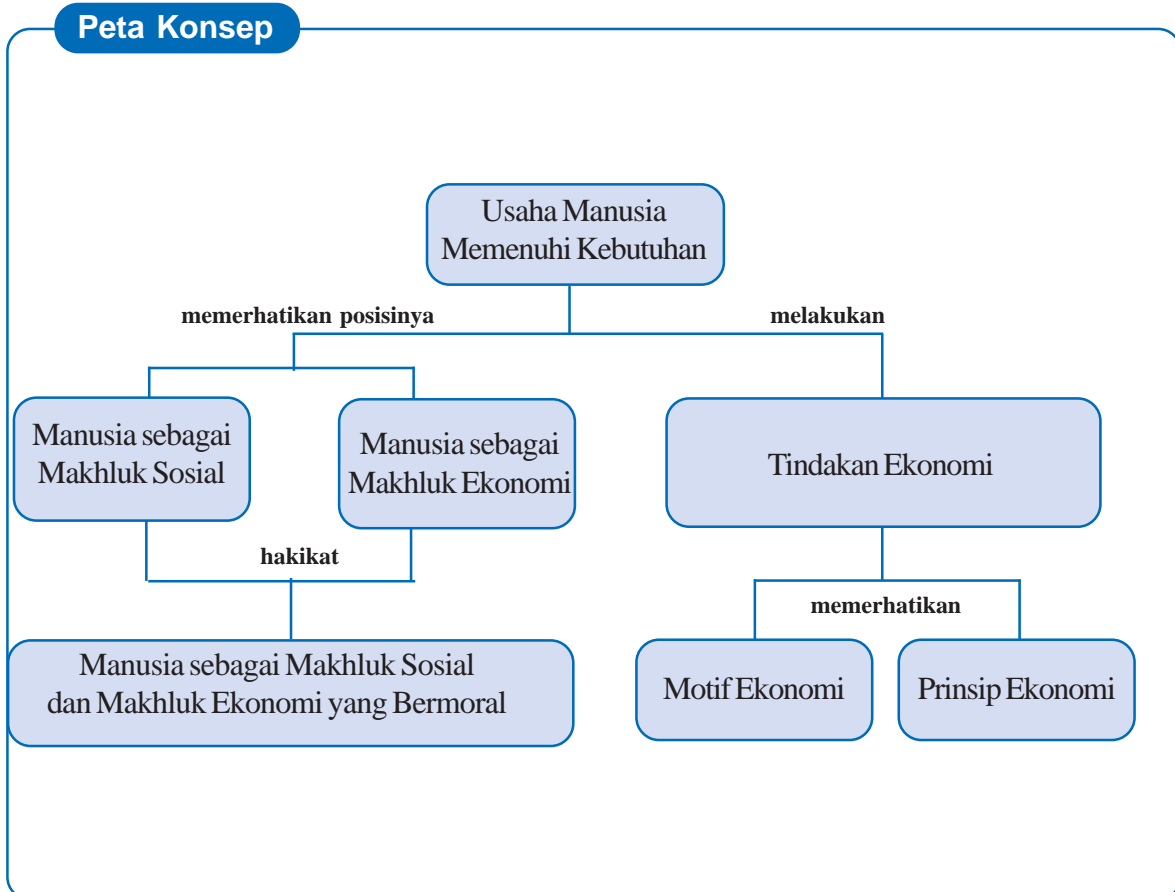 Peta Konsep
Usaha Manusia
Memenuhi Kebutuhan
memerhatikan posisinya
melakukan
Manusia sebagai
Makhluk Sosial
Manusia sebagai
Makhluk Ekonomi
Tindakan Ekonomi
hakikat
memerhatikan
Manusia sebagai Makhluk Sosial
dan Makhluk Ekonomi yang Bermoral
Motif Ekonomi
Prinsip Ekonomi